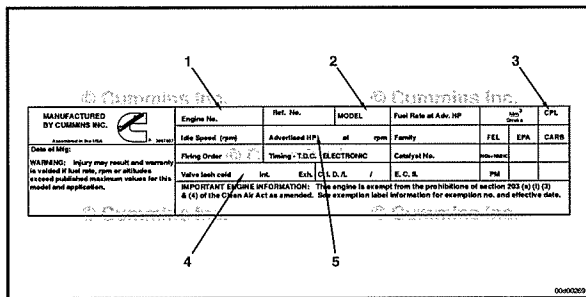 1 2 3
© Cummins Inc. © Cummins Inc.
MANUFACTURED
BY CUMMINS INC.
Assembled in the USA
Engine No. Ref. No. MODEL Fuel Rate at Adv. HP CPL
Idle Speed (rpm) Advertised HP at rpm Family FEL EPA CARB
Date of Mfg:
Firing Order Timing - T.D.C. ELECTRONIC Catalyst No.
WARNING: Injury may result and warranty
is voided if fuel rate, rpm or altitudes
exceed published maximum values for this
model and application.
Valve lash cold Int. Exh. C. I. D. /L / E. C. S. PM
IMPORTANT ENGINE INFORMATION: This engine is exempt from the prohibitions of section 203 (a) (1) (3)
& (4) of the Clean Air Act as amended. See exemption label information for exemption no. and effective date.
© Cummins Inc. © Cummins Inc.
4 5